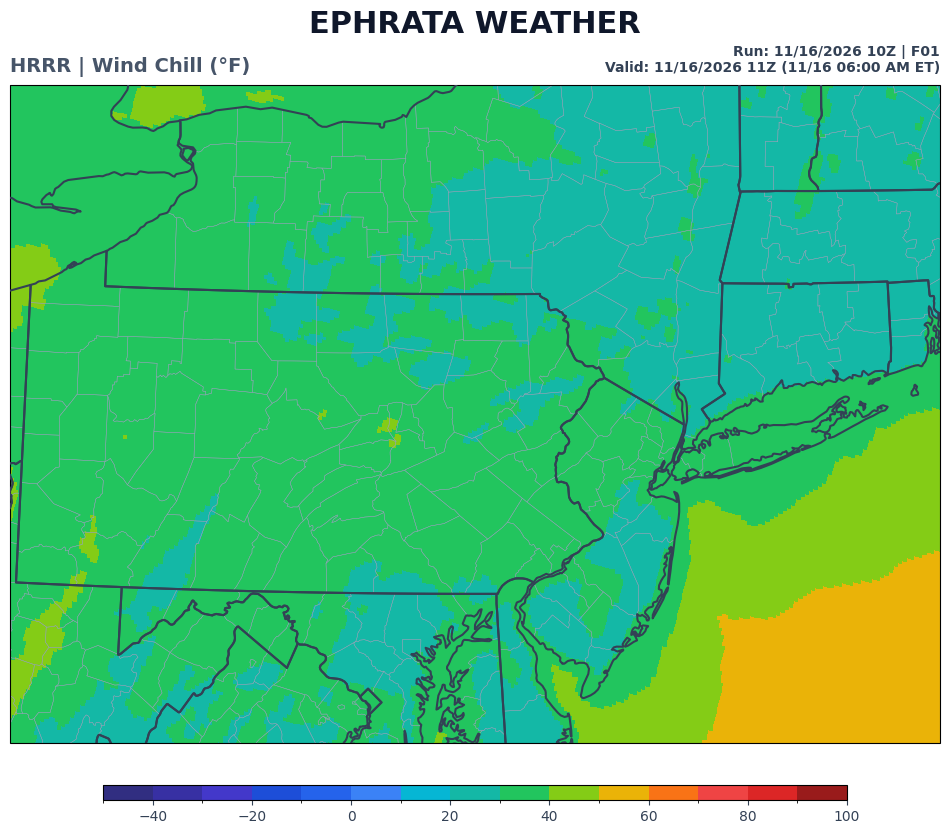 EPHRATA WEATHER
HRRR | Wind Chill (°F)
Run: 11/16/2026 10Z | F01
Valid: 11/16/2026 11Z (11/16 06:00 AM ET)
−40 −20 0 20 40 60 80 100